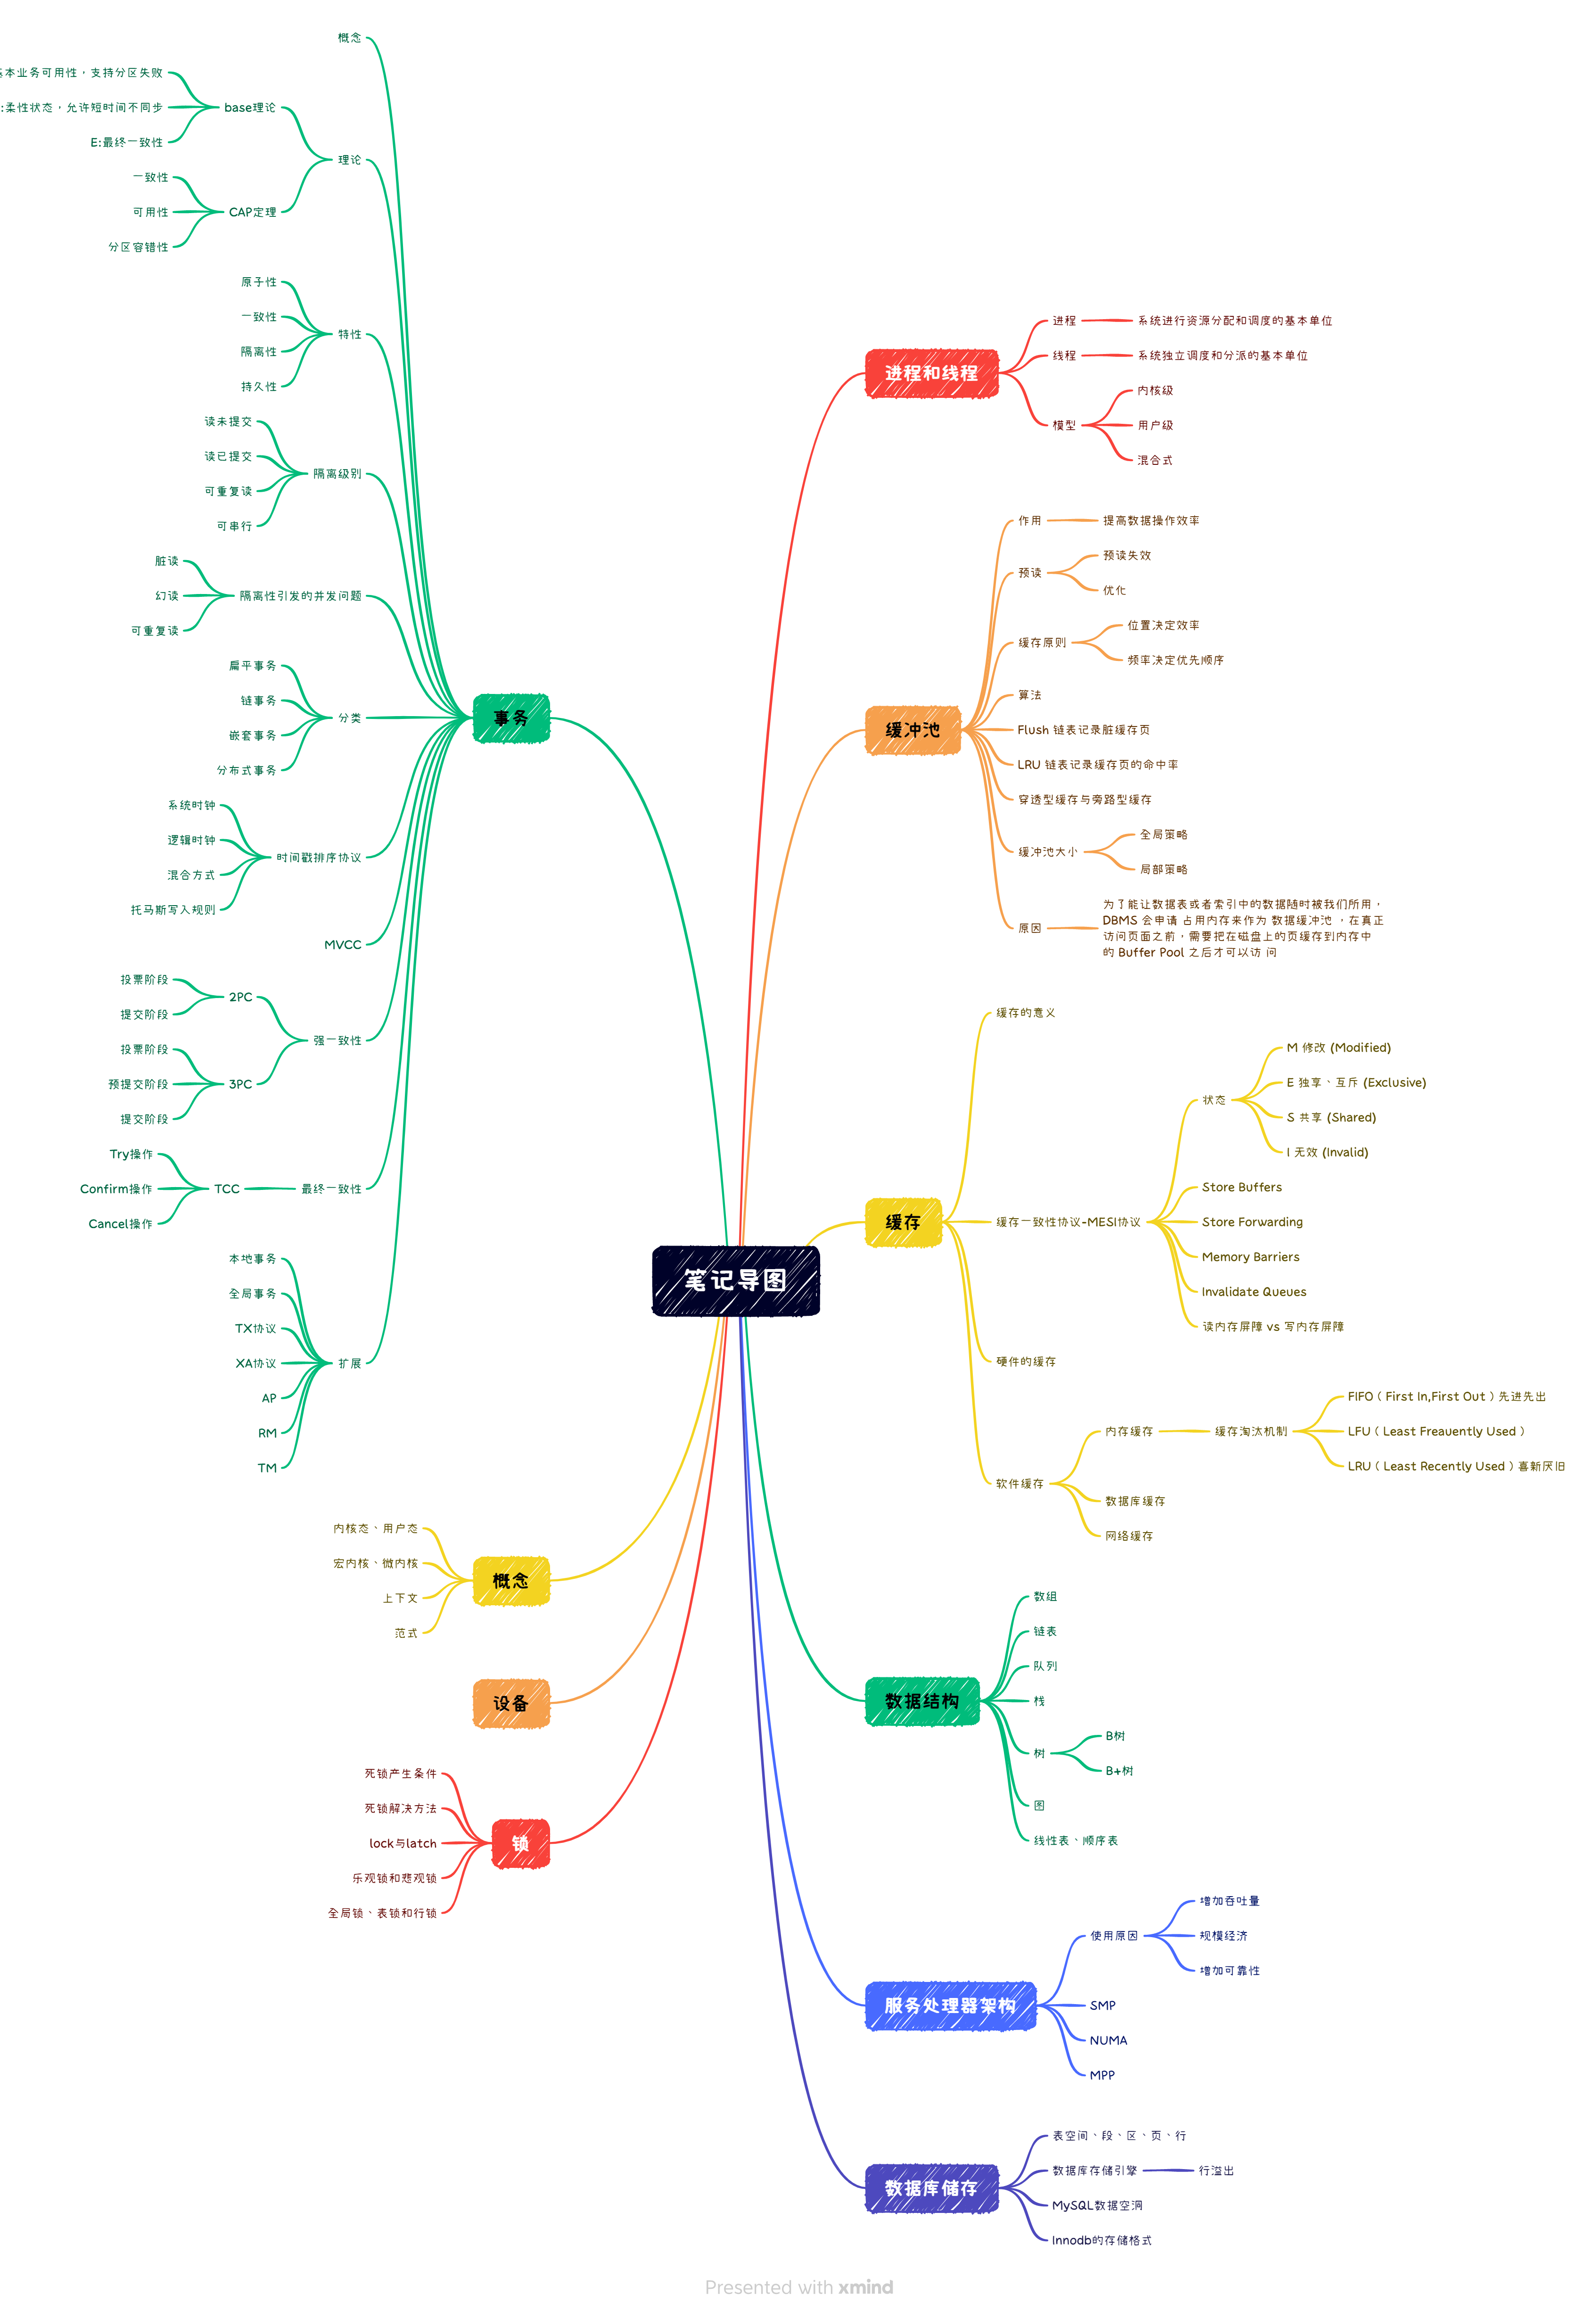 笔记导图
进程和线程
进程
系统进行资源分配和调度的基本单位
线程
系统独立调度和分派的基本单位
模型
内核级
用户级
混合式
缓冲池
作用
提高数据操作效率
预读
预读失效
优化
缓存原则
位置决定效率
频率决定优先顺序
算法
Flush 链表记录脏缓存页
LRU 链表记录缓存页的命中率
穿透型缓存与旁路型缓存
缓冲池大小
全局策略
局部策略
原因
为了能让数据表或者索引中的数据随时被我们所用，
DBMS 会申请 占用内存来作为 数据缓冲池 ，在真正
访问页面之前，需要把在磁盘上的页缓存到内存中
的 Buffer Pool 之后才可以访 问
缓存
缓存的意义
缓存一致性协议-MESI协议
状态
M 修改 (Modified)
E 独享、互斥 (Exclusive)
S 共享 (Shared)
I 无效 (Invalid)
Store Buffers
Store Forwarding
Memory Barriers
Invalidate Queues
读内存屏障 vs 写内存屏障
硬件的缓存
软件缓存
内存缓存
缓存淘汰机制
FIFO（ First In,First Out ）先进先出
LFU（ Least Freauently Used ）
LRU（ Least Recently Used ）喜新厌旧
数据库缓存
网络缓存
数据结构
数组
链表
队列
栈
树
B树
B+树
图
线性表、顺序表
服务处理器架构
使用原因
增加吞吐量
规模经济
增加可靠性
SMP
NUMA
MPP
数据库储存
表空间、段、区、页、行
数据库存储引擎
行溢出
MySQL数据空洞
Innodb的存储格式
事务
概念
理论
base理论
基本业务可用性，支持分区失败
:柔性状态，允许短时间不同步
E:最终一致性
CAP定理
一致性
可用性
分区容错性
特性
原子性
一致性
隔离性
持久性
隔离级别
读未提交
读已提交
可重复读
可串行
隔离性引发的并发问题
脏读
幻读
可重复读
分类
扁平事务
链事务
嵌套事务
分布式事务
时间戳排序协议
系统时钟
逻辑时钟
混合方式
托马斯写入规则
MVCC
强一致性
2PC
投票阶段
提交阶段
3PC
投票阶段
预提交阶段
提交阶段
最终一致性
TCC
Try操作
Confirm操作
Cancel操作
扩展
本地事务
全局事务
TX协议
XA协议
AP
RM
TM
概念
内核态、用户态
宏内核、微内核
上下文
范式
设备
锁
死锁产生条件
死锁解决方法
lock与latch
乐观锁和悲观锁
全局锁、表锁和行锁
Presented with xmind